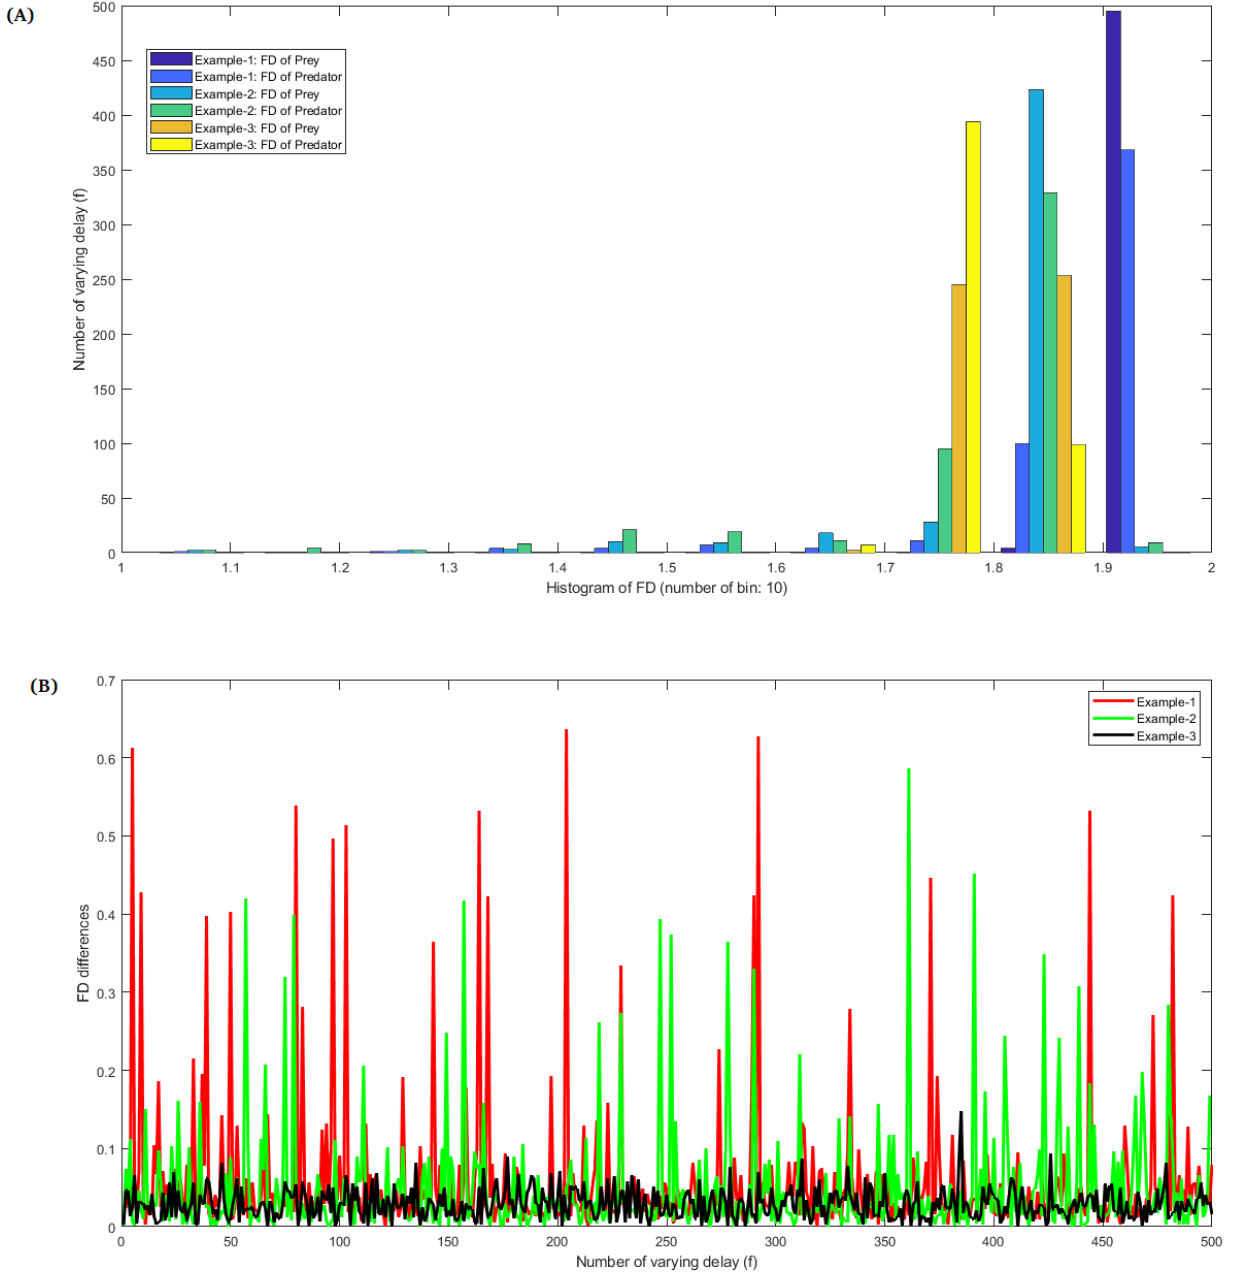 (A)
500
450
400
350
300
250
200
150
100
50
0
Number of varying delay (f)
Example-1: FD of Prey
Example-1: FD of Predator
Example-2: FD of Prey
Example-2: FD of Predator
Example-3: FD of Prey
Example-3: FD of Predator
1 1.1 1.2 1.3 1.4 1.5 1.6 1.7 1.8 1.9 2
Histogram of FD (number of bin: 10)
(B)
0.7
0.6
0.5
0.4
0.3
0.2
0.1
0
FD differences
Example-1
Example-2
Example-3
0 50 100 150 200 250 300 350 400 450 500
Number of varying delay (f)